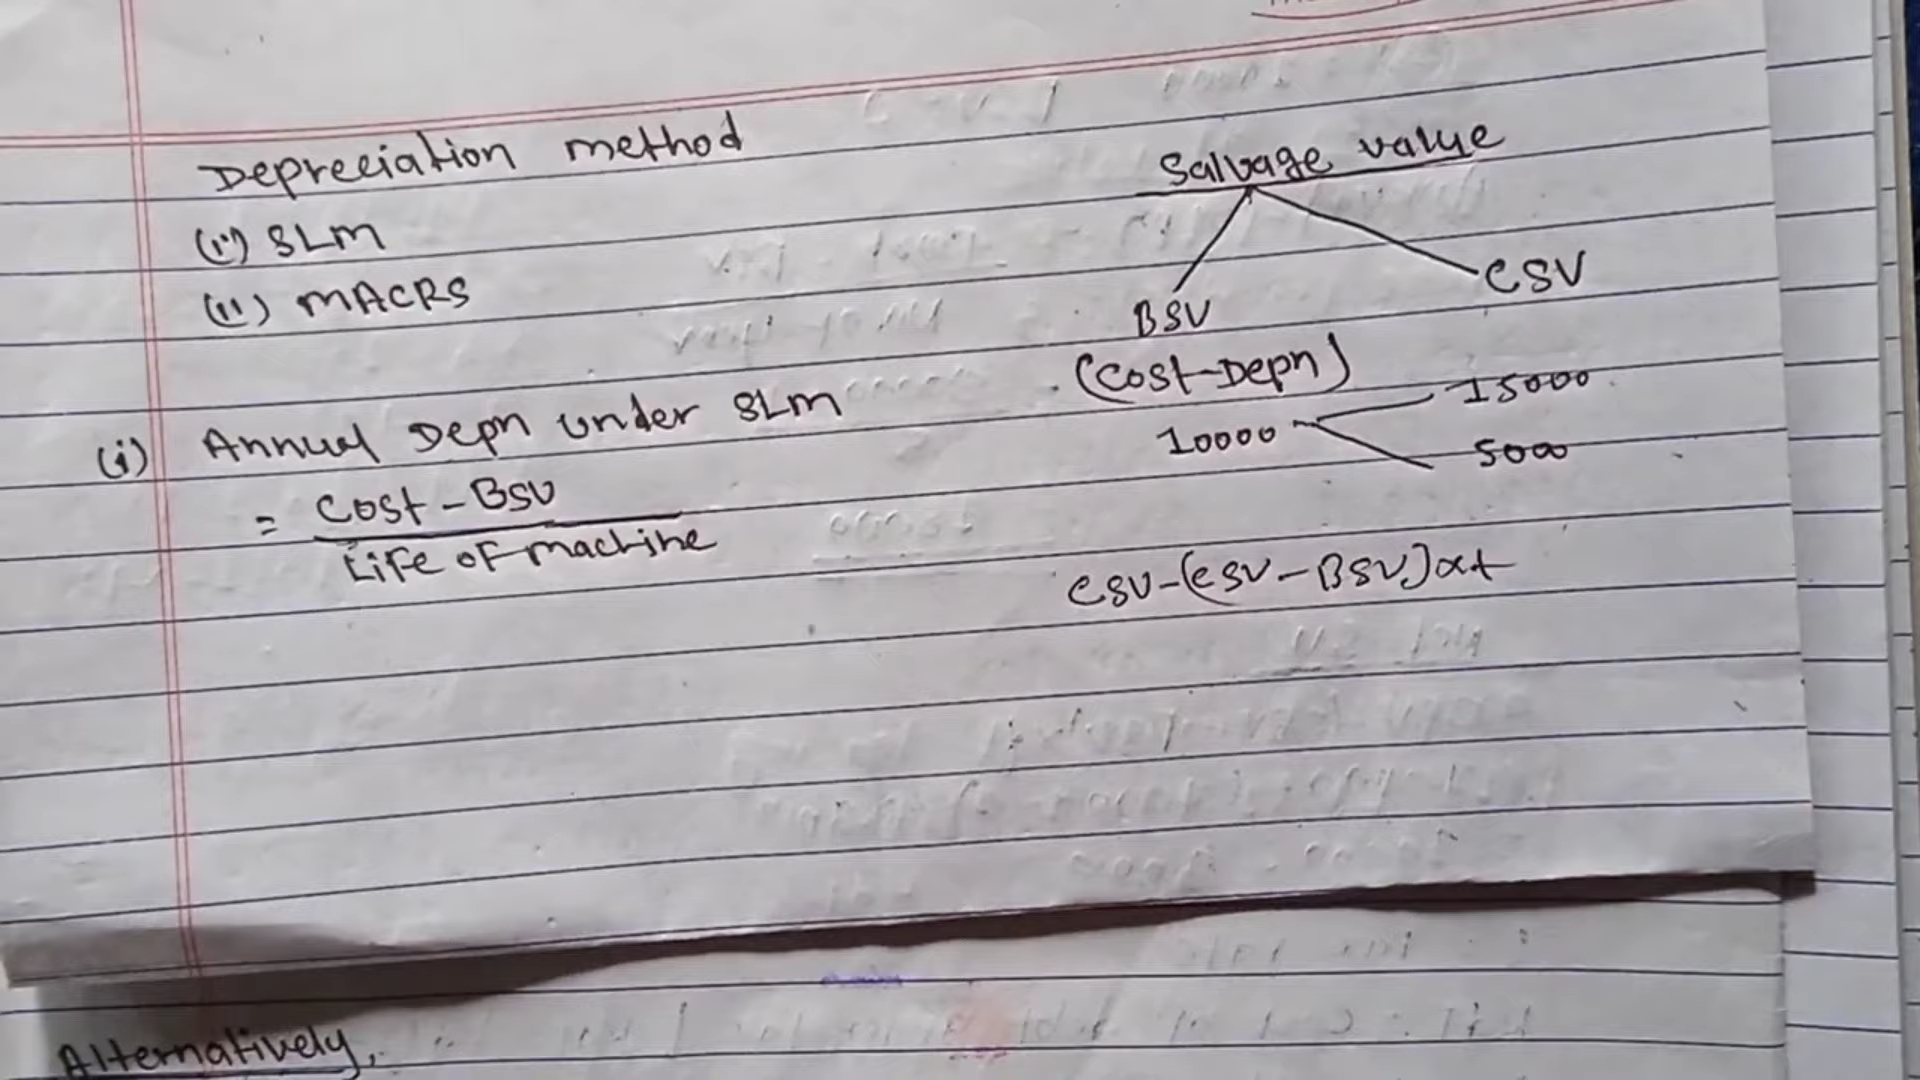 Depreciation method
(i) SLM
(ii) MACRS
(i) Annual Depn under SLM
= Cost - BSV
Life of machine
Salvage value
BSV
CSV
(Cost-Depn)
10000
15000
5000
CSV-(CSV-BSV)xt
Alternatively,